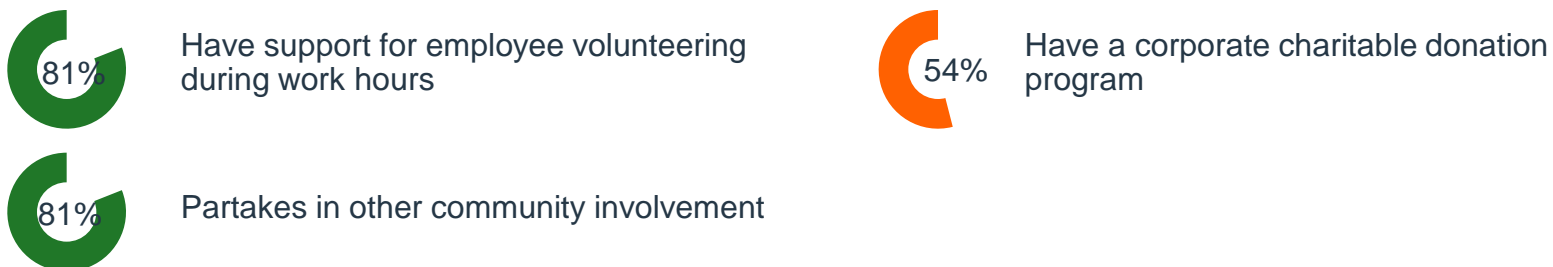 81%
Have support for employee volunteering
during work hours
54%
Have a corporate charitable donation
program
81%
Partakes in other community involvement